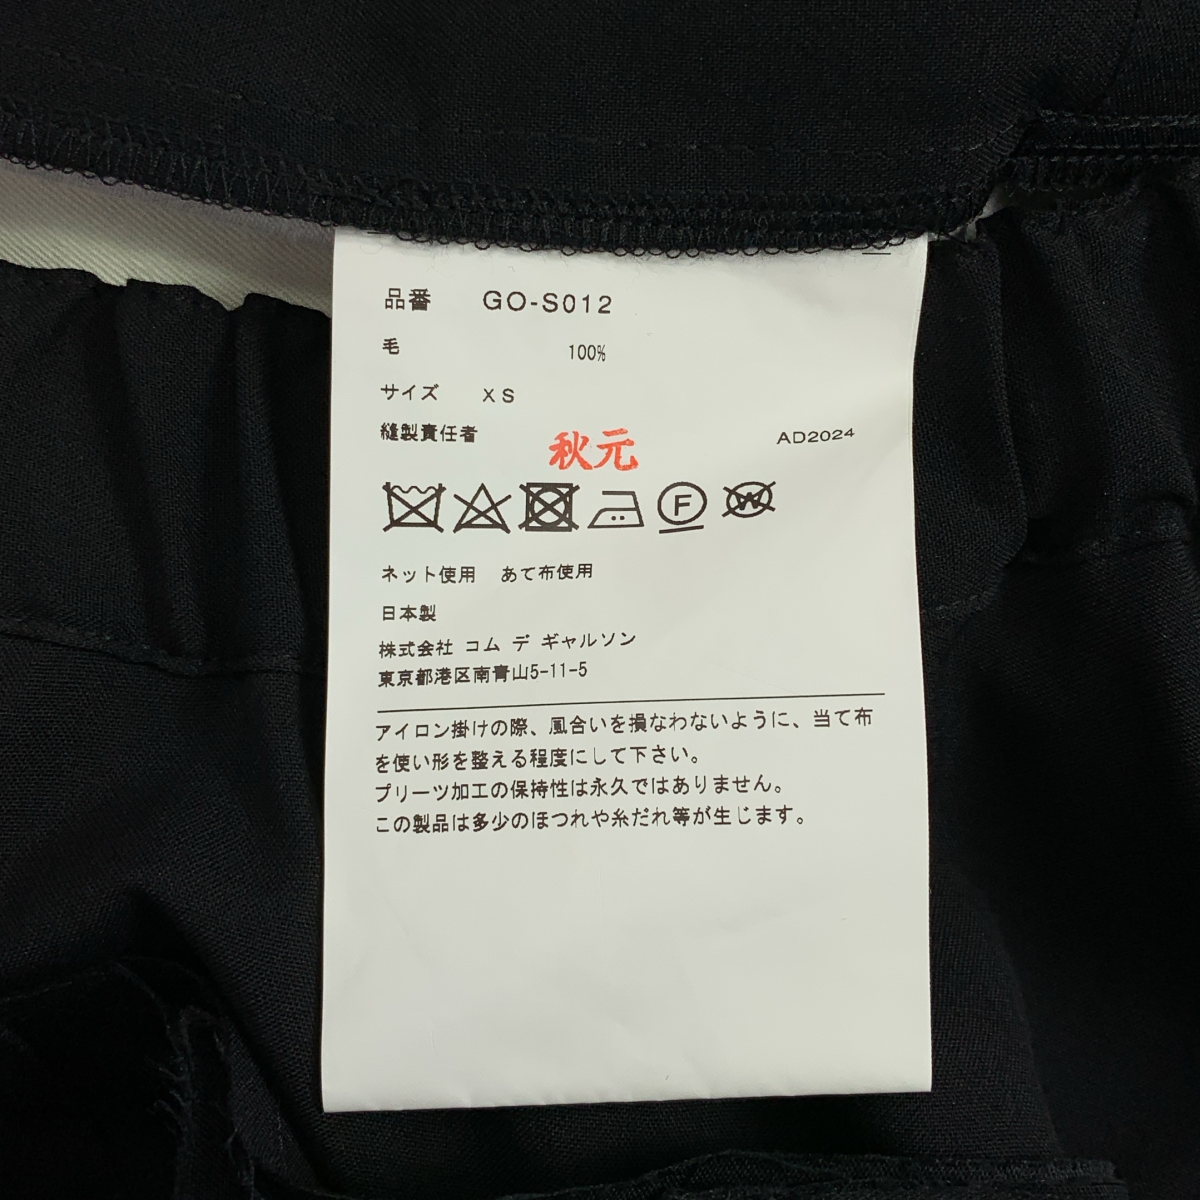 品番 GO-S012
毛 100%
サイズ XS
縫製責任者 秋元 AD2024
F W
ネット使用 あて布使用
日本製
株式会社 コム デ ギャルソン
東京都港区南青山5-11-5
アイロン掛けの際、風合いを損なわないように、当て布
を使い形を整える程度にして下さい。
プリーツ加工の保持性は永久ではありません。
この製品は多少のほつれや糸だれ等が生じます。